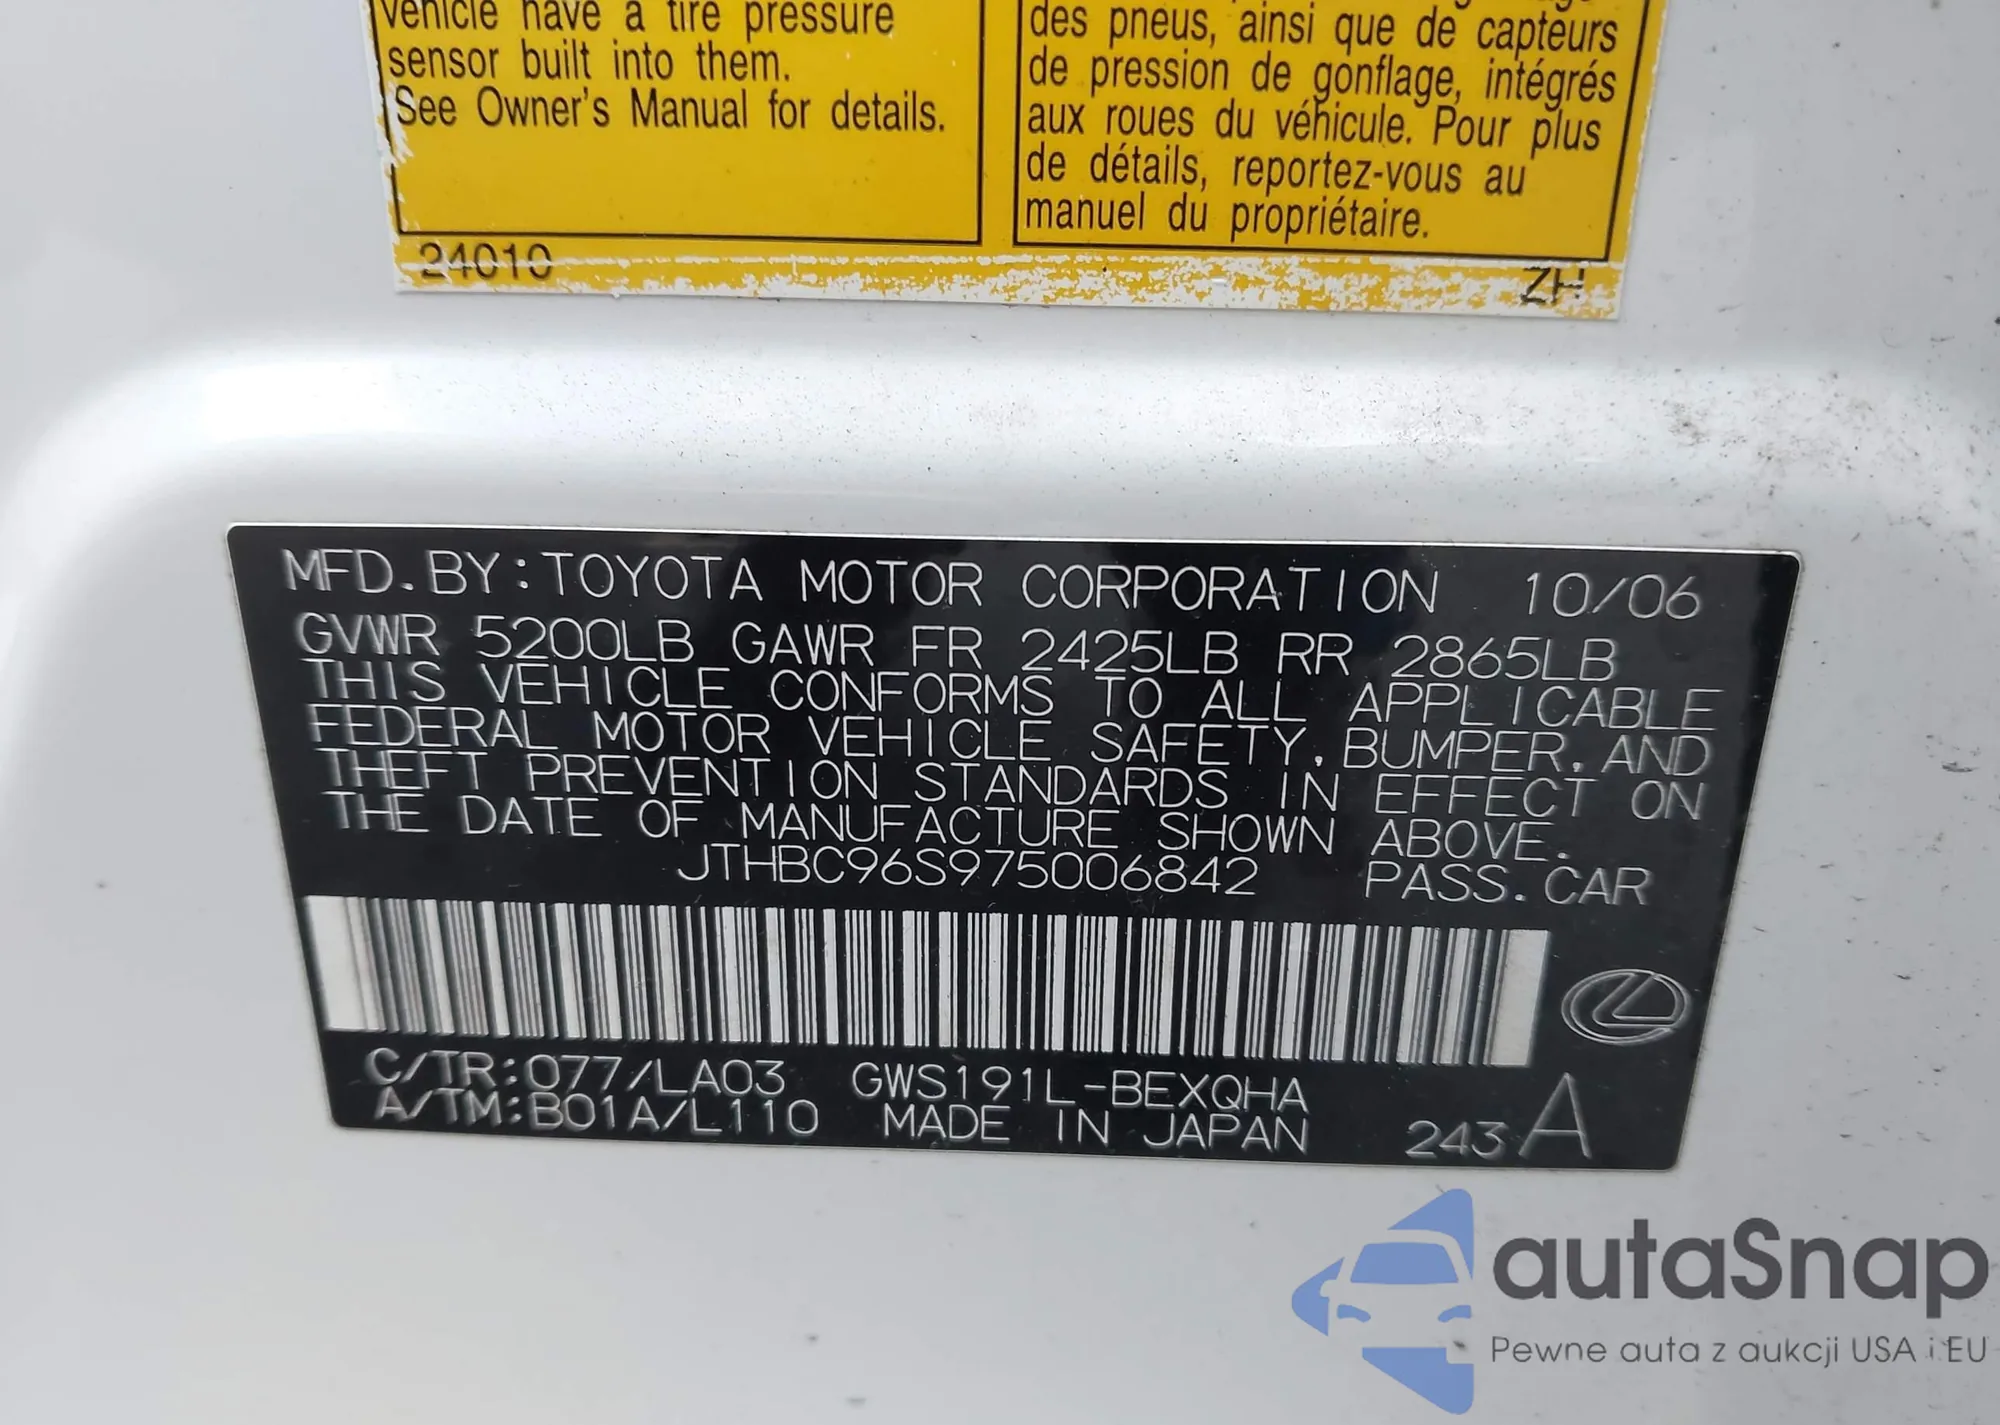 vehicle have a tire pressure
sensor built into them.
See Owner's Manual for details.
des pneus, ainsi que de capteurs
de pression de gonflage, intégrés
aux roues du véhicule. Pour plus
de détails, reportez-vous au
manuel du propriétaire.
24010
ZH
MFD.BY:TOYOTA MOTOR CORPORATION 10/06
GVWR 5200LB GAWR FR 2425LB RR 2865LB
THIS VEHICLE CONFORMS TO ALL APPLICABLE
FEDERAL MOTOR VEHICLE SAFETY, BUMPER, AND
THEFT PREVENTION STANDARDS IN EFFECT ON
THE DATE OF MANUFACTURE SHOWN ABOVE.
JTHBC96S975006842 PASS. CAR
C/TR:077/LA03 GWS191L-BEXQHA
A/TM:B01A/L110 MADE IN JAPAN 243 A
autaSnap
Pewne auta z aukcji USA i EU